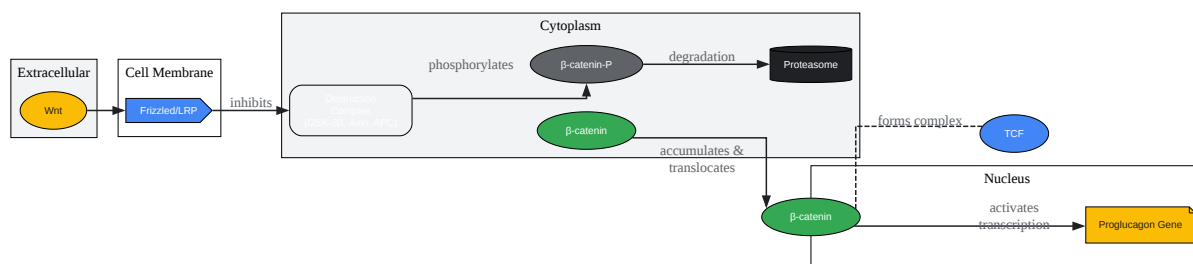 Cytoplasm
Extracellular
Wnt
Cell Membrane
Frizzled/LRP
inhibits
phosphorylates
β-catenin-P
degradation
Proteasome
β-catenin
accumulates &
translocates
forms complex
TCF
Nucleus
β-catenin
activates
transcription
Proglucagon Gene